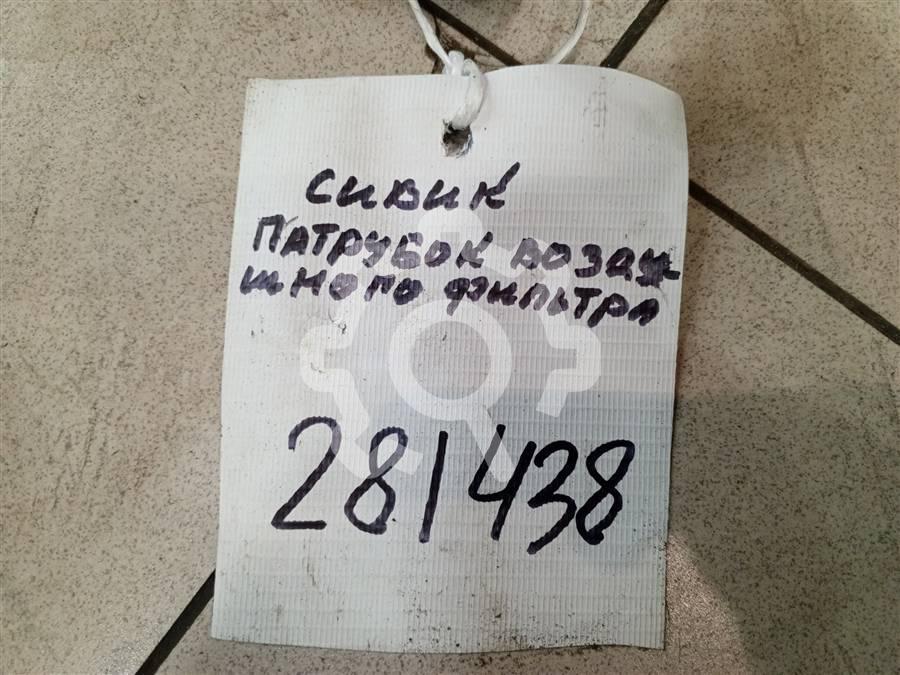 СИВИК
ПАТРУБОК ВОЗДУ-
ШНОГО ФИЛЬТРА
281438